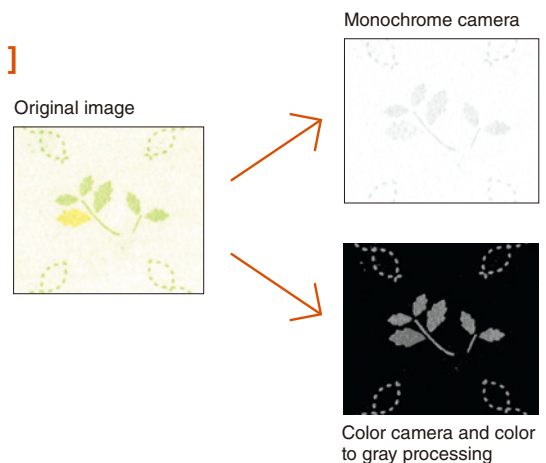 Monochrome camera
]
Original image
Color camera and color
to gray processing